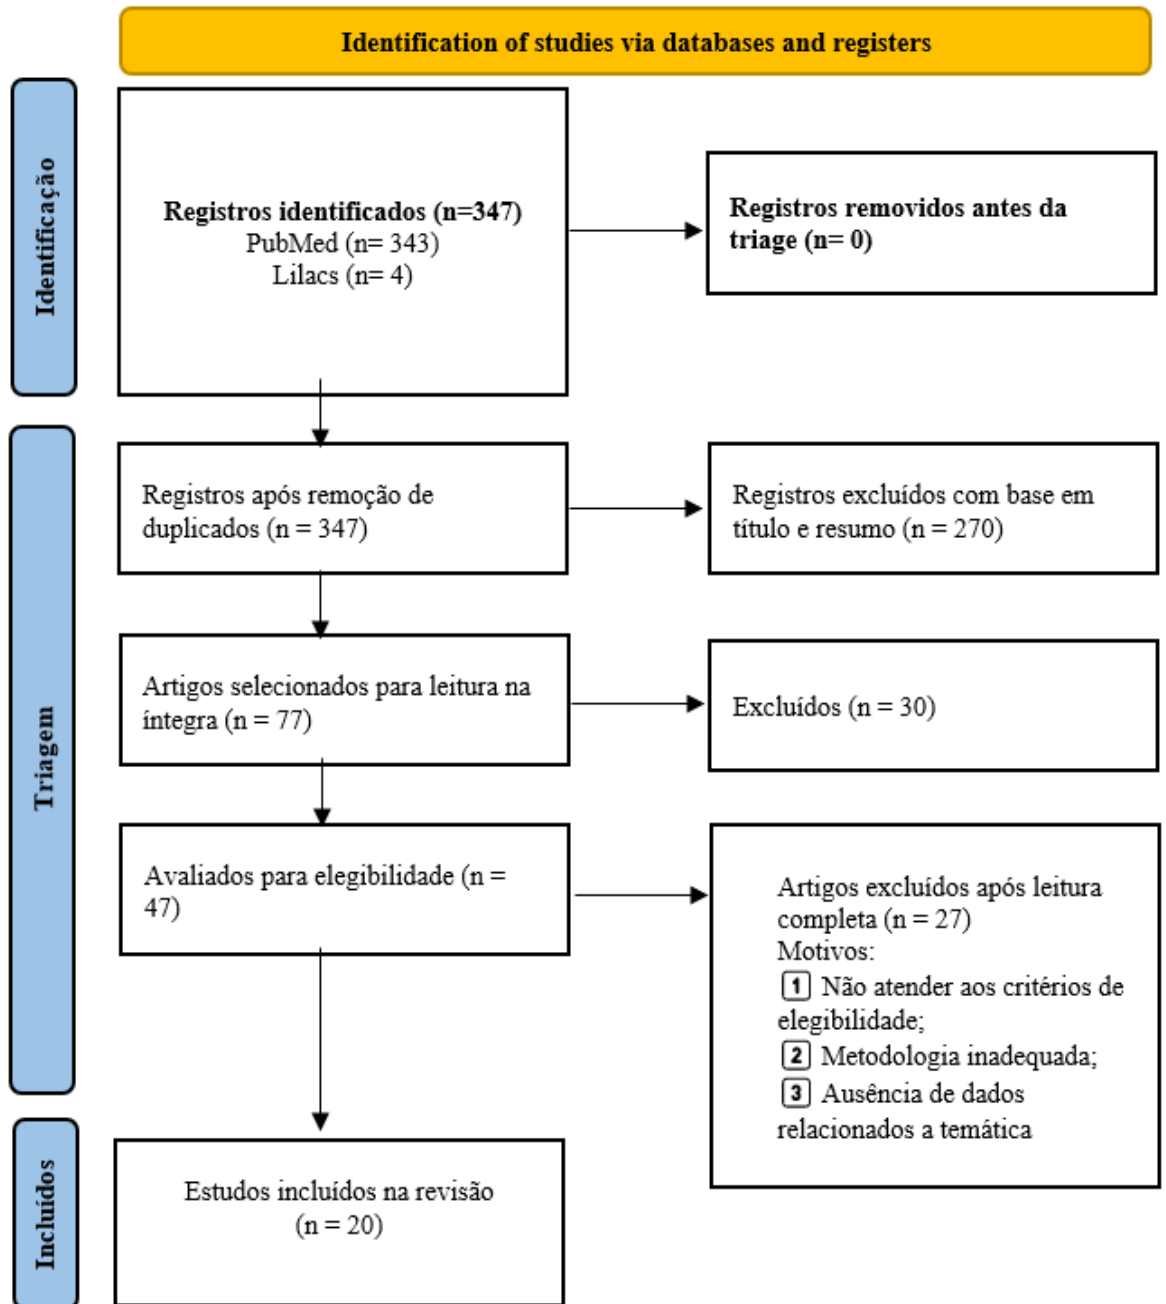 Identification of studies via databases and registers
Identificação
Registros identificados (n=347)
PubMed (n= 343)
Lilacs (n= 4)
Registros removidos antes da
triage (n= 0)
Triagem
Registros após remoção de
duplicados (n = 347)
Registros excluídos com base em
título e resumo (n = 270)
Artigos selecionados para leitura na
íntegra (n = 77)
Excluídos (n = 30)
Avaliados para elegibilidade (n =
47)
Artigos excluídos após leitura
completa (n = 27)
Motivos:
1 Não atender aos critérios de
elegibilidade;
2 Metodologia inadequada;
3 Ausência de dados
relacionados a temática
Incluídos
Estudos incluídos na revisão
(n = 20)